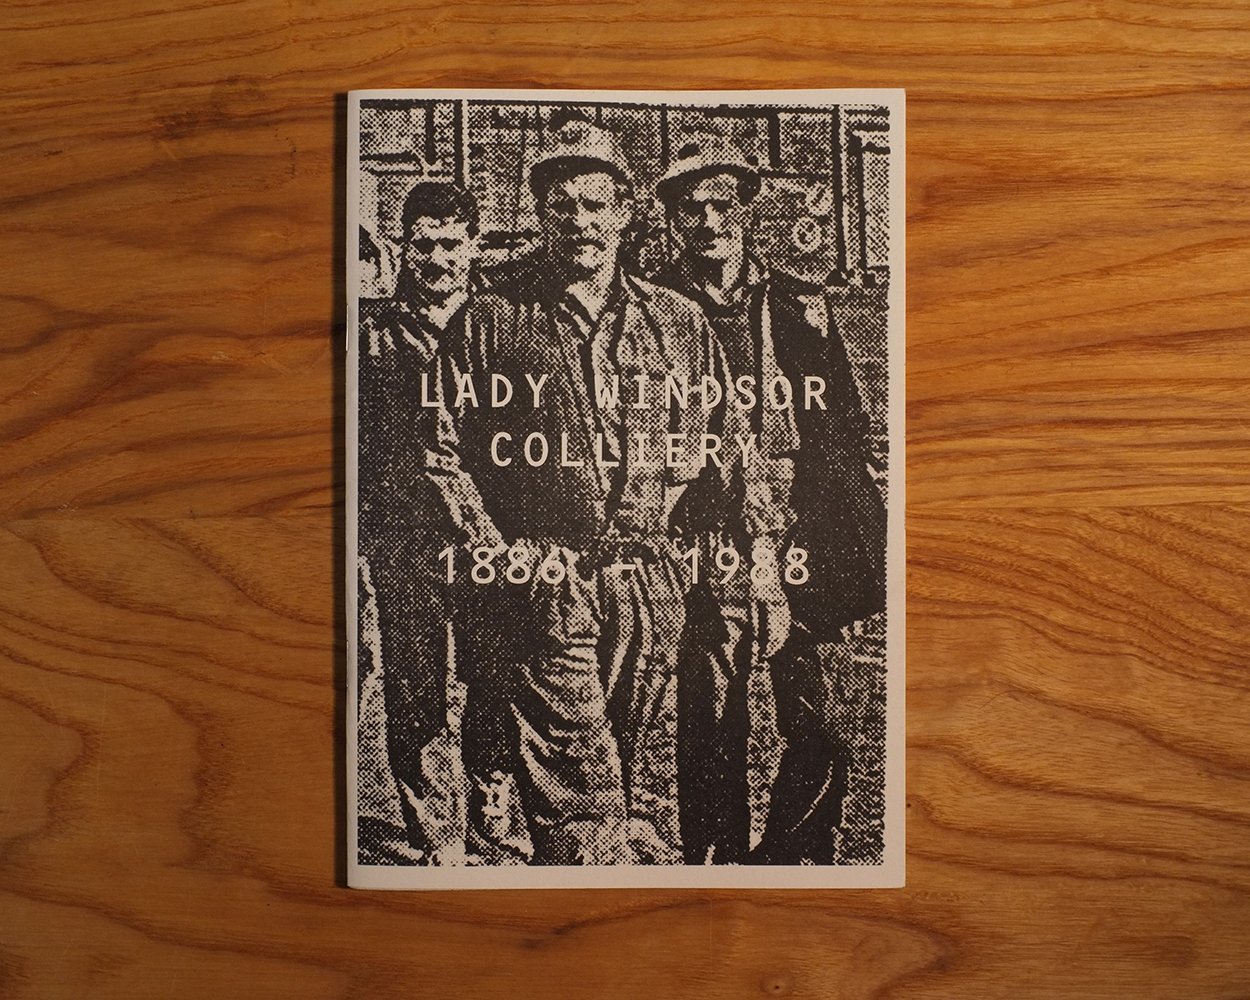 LADY WINDSOR
COLLIERY
1886 - 1988